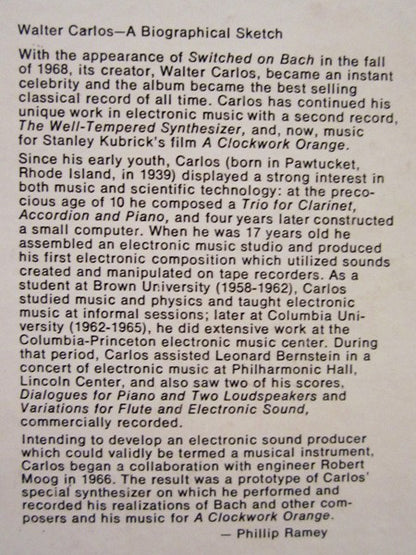 Walter Carlos—A Biographical Sketch
With the appearance of Switched on Bach in the fall
of 1968, its creator, Walter Carlos, became an instant
celebrity and the album became the best selling
classical record of all time. Carlos has continued his
unique work in electronic music with a second record,
The Well-Tempered Synthesizer, and, now, music
for Stanley Kubrick's film A Clockwork Orange.
Since his early youth, Carlos (born in Pawtucket,
Rhode Island, in 1939) displayed a strong interest in
both music and scientific technology: at the preco-
cious age of 10 he composed a Trio for Clarinet,
Accordion and Piano, and four years later constructed
a small computer. When he was 17 years old he
assembled an electronic music studio and produced
his first electronic composition which utilized sounds
created and manipulated on tape recorders. As a
student at Brown University (1958-1962), Carlos
studied music and physics and taught electronic
music at informal sessions; later at Columbia Uni-
versity (1962-1965), he did extensive work at the
Columbia-Princeton electronic music center. During
that period, Carlos assisted Leonard Bernstein in a
concert of electronic music at Philharmonic Hall,
Lincoln Center, and also saw two of his scores,
Dialogues for Piano and Two Loudspeakers and
Variations for Flute and Electronic Sound,
commercially recorded.
Intending to develop an electronic sound producer
which could validly be termed a musical instrument,
Carlos began a collaboration with engineer Robert
Moog in 1966. The result was a prototype of Carlos'
special synthesizer on which he performed and
recorded his realizations of Bach and other com-
posers and his music for A Clockwork Orange.
— Phillip Ramey